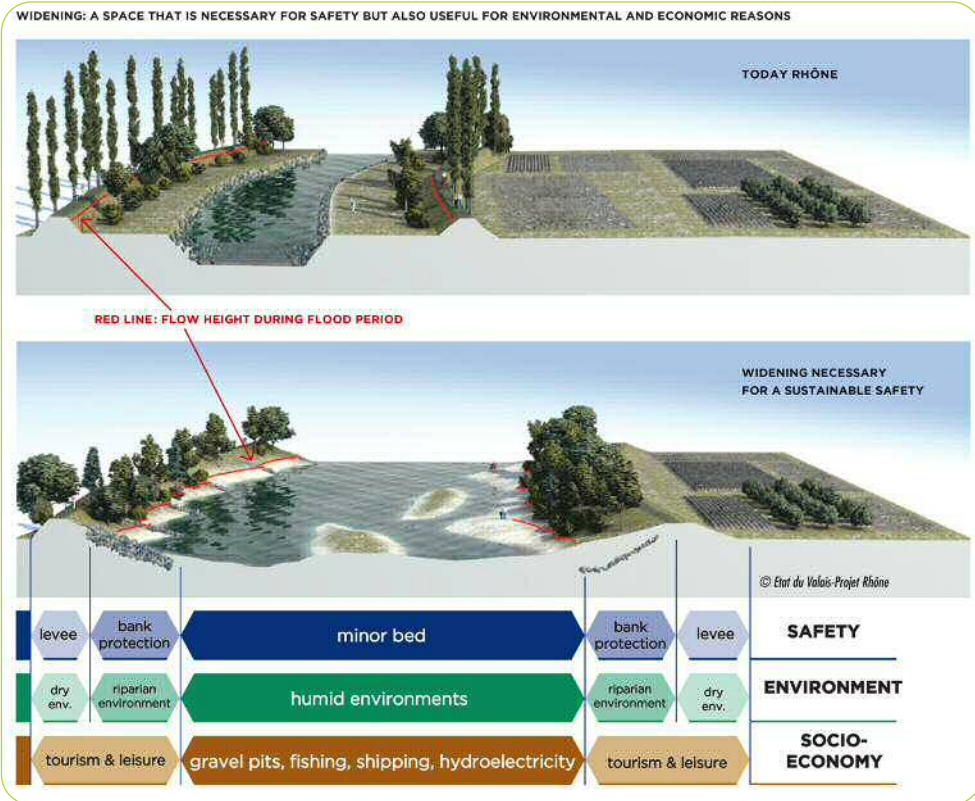 WIDENING: A SPACE THAT IS NECESSARY FOR SAFETY BUT ALSO USEFUL FOR ENVIRONMENTAL AND ECONOMIC REASONS
TODAY RHÔNE
RED LINE: FLOW HEIGHT DURING FLOOD PERIOD
WIDENING NECESSARY
FOR A SUSTAINABLE SAFETY
© Etat du Valais-Projet Rhône
levee
bank
protection
minor bed
bank
protection
levee
SAFETY
dry
env.
riparian
environment
humid environments
riparian
environment
dry
env.
ENVIRONMENT
tourism & leisure
gravel pits, fishing, shipping, hydroelectricity
tourism & leisure
SOCIO-
ECONOMY